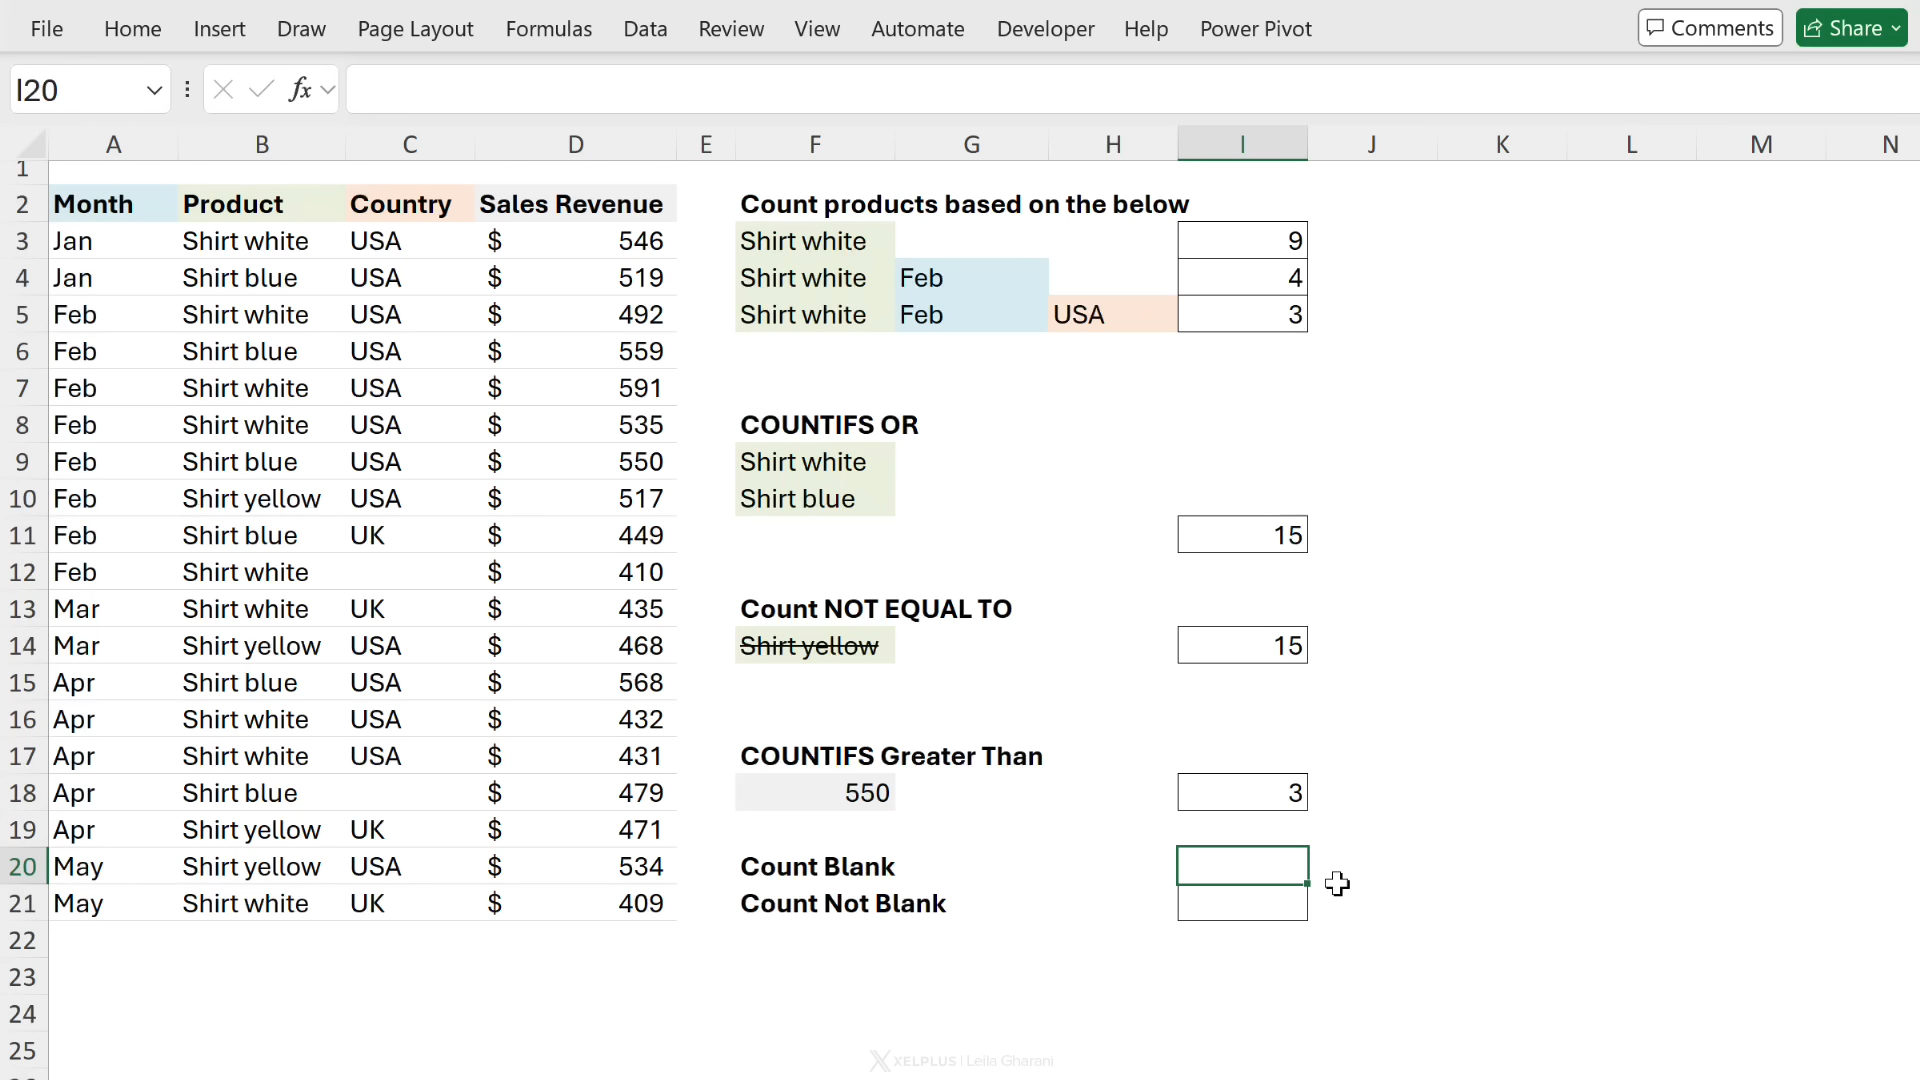 File Home Insert Draw Page Layout Formulas Data Review View Automate Developer Help Power Pivot Comments Share
I20 fx
A B C D E F G H I J K L M N
1
2 Month Product Country Sales Revenue Count products based on the below
3 Jan Shirt white USA $ 546 Shirt white 9
4 Jan Shirt blue USA $ 519 Shirt white Feb 4
5 Feb Shirt white USA $ 492 Shirt white Feb USA 3
6 Feb Shirt blue USA $ 559
7 Feb Shirt white USA $ 591
8 Feb Shirt white USA $ 535 COUNTIFS OR
9 Feb Shirt blue USA $ 550 Shirt white
10 Feb Shirt yellow USA $ 517 Shirt blue
11 Feb Shirt blue UK $ 449 15
12 Feb Shirt white $ 410
13 Mar Shirt white UK $ 435 Count NOT EQUAL TO
14 Mar Shirt yellow USA $ 468 Shirt yellow 15
15 Apr Shirt blue USA $ 568
16 Apr Shirt white USA $ 432
17 Apr Shirt white USA $ 431 COUNTIFS Greater Than
18 Apr Shirt blue $ 479 550 3
19 Apr Shirt yellow UK $ 471
20 May Shirt yellow USA $ 534 Count Blank
21 May Shirt white UK $ 409 Count Not Blank
22
23
24
25
XELPLUS | Leila Gharani